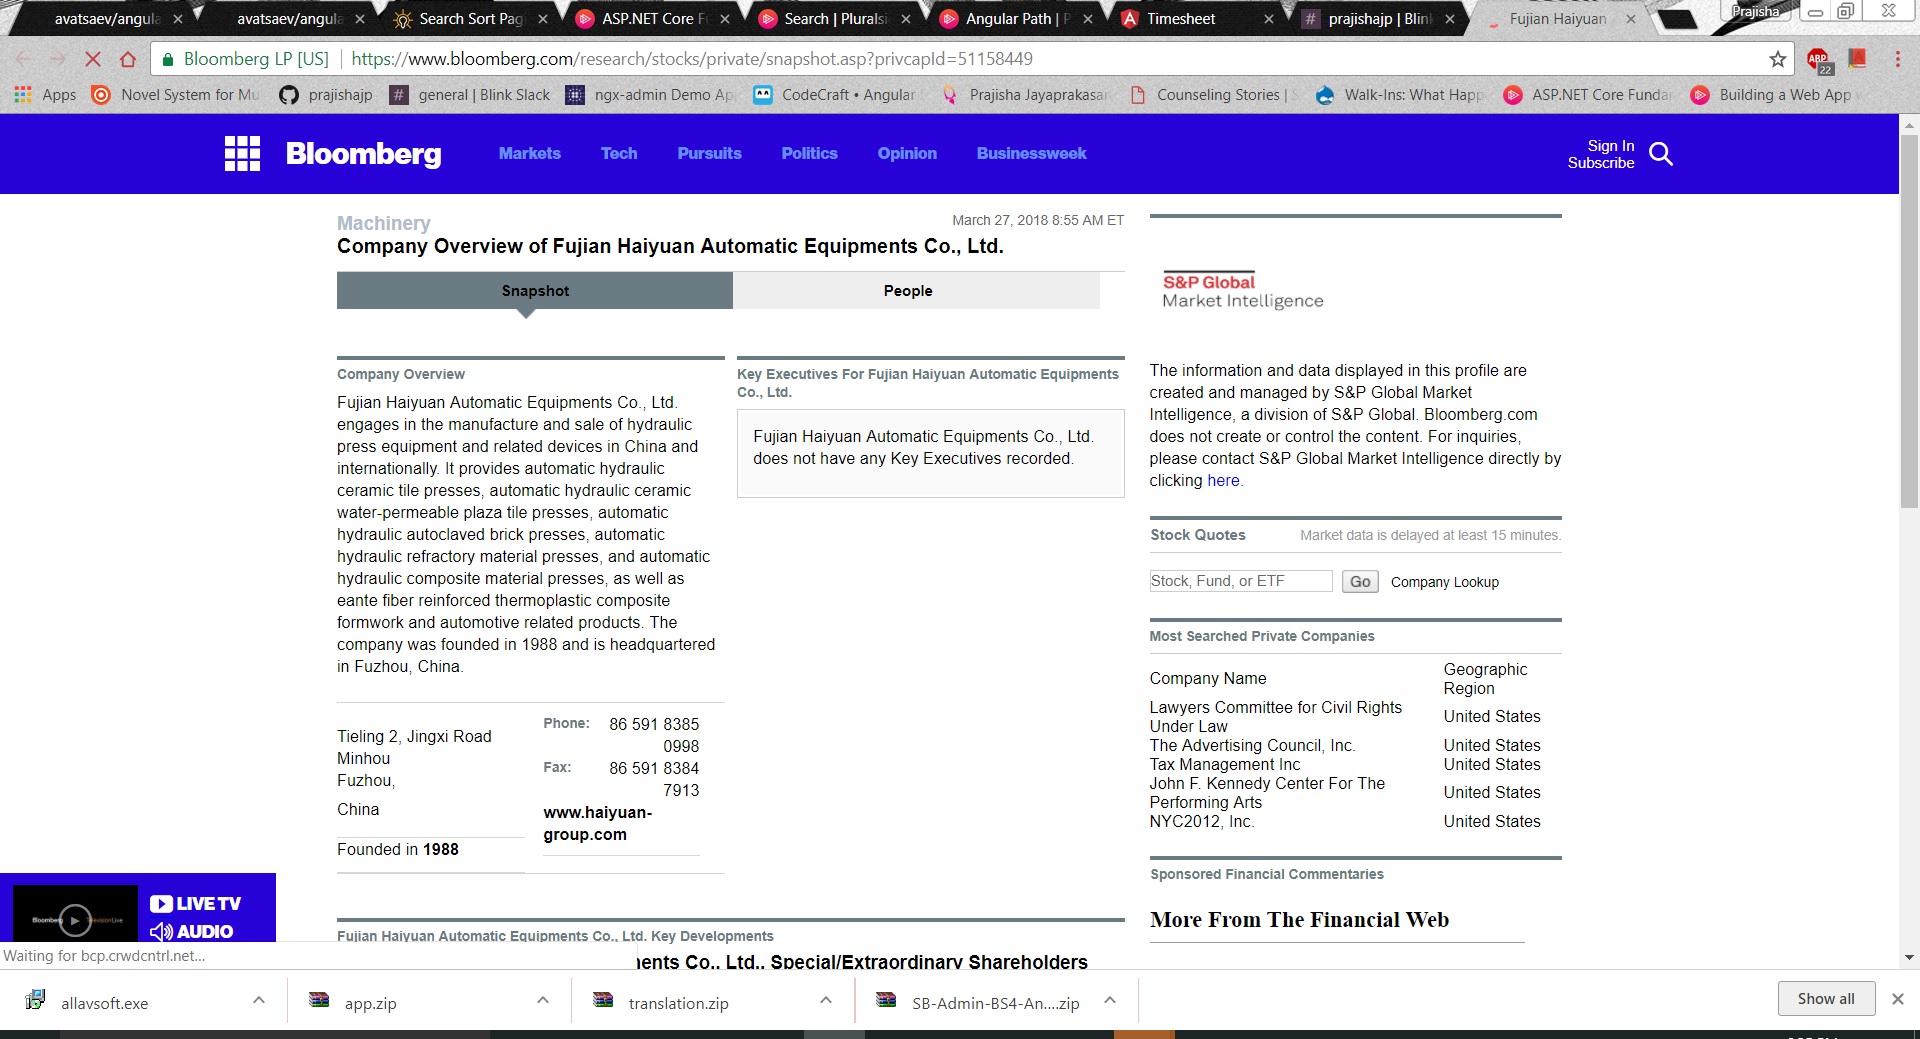 avatsaev/angula
avatsaev/angula
Search Sort Pag
ASP.NET Core F
Search | Pluralsi
Angular Path | P
Timesheet
prajishajp | Blink
Fujian Haiyuan
Prajisha
Bloomberg LP [US]
https://www.bloomberg.com/research/stocks/private/snapshot.asp?privcapId=51158449
ABP
22
Apps
Novel System for Mu
prajishajp
general | Blink Slack
ngx-admin Demo Ap
CodeCraft • Angular
Prajisha Jayaprakasan
Counseling Stories | S
Walk-Ins: What Happ
ASP.NET Core Funda
Building a Web App w
Bloomberg
Markets
Tech
Pursuits
Politics
Opinion
Businessweek
Sign In
Subscribe
Machinery
March 27, 2018 8:55 AM ET
Company Overview of Fujian Haiyuan Automatic Equipments Co., Ltd.
Snapshot
People
Company Overview
Fujian Haiyuan Automatic Equipments Co., Ltd.
engages in the manufacture and sale of hydraulic
press equipment and related devices in China and
internationally. It provides automatic hydraulic
ceramic tile presses, automatic hydraulic ceramic
water-permeable plaza tile presses, automatic
hydraulic autoclaved brick presses, automatic
hydraulic refractory material presses, and automatic
hydraulic composite material presses, as well as
eante fiber reinforced thermoplastic composite
formwork and automotive related products. The
company was founded in 1988 and is headquartered
in Fuzhou, China.
Tieling 2, Jingxi Road
Minhou
Fuzhou,
China
Founded in 1988
Phone: 86 591 8385
0998
Fax: 86 591 8384
7913
www.haiyuan-
group.com
Key Executives For Fujian Haiyuan Automatic Equipments
Co., Ltd.
Fujian Haiyuan Automatic Equipments Co., Ltd.
does not have any Key Executives recorded.
Fujian Haiyuan Automatic Equipments Co., Ltd. Key Developments
ents Co., Ltd., Special/Extraordinary Shareholders
S&P Global
Market Intelligence
The information and data displayed in this profile are
created and managed by S&P Global Market
Intelligence, a division of S&P Global. Bloomberg.com
does not create or control the content. For inquiries,
please contact S&P Global Market Intelligence directly by
clicking here.
Stock Quotes
Market data is delayed at least 15 minutes.
Stock, Fund, or ETF
Go
Company Lookup
Most Searched Private Companies
Company Name
Geographic
Region
Lawyers Committee for Civil Rights
Under Law
United States
The Advertising Council, Inc.
United States
Tax Management Inc
United States
John F. Kennedy Center For The
Performing Arts
United States
NYC2012, Inc.
United States
Sponsored Financial Commentaries
More From The Financial Web
Bloomberg
LIVE TV
AUDIO
Waiting for bcp.crwdcntrl.net...
allavsoft.exe
app.zip
translation.zip
SB-Admin-BS4-An....zip
Show all